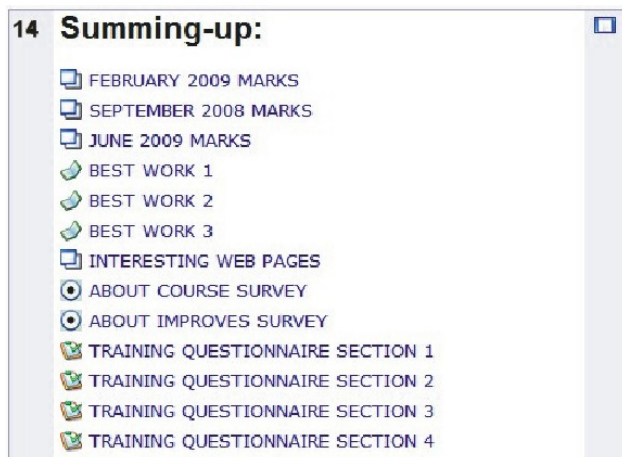 14 Summing-up:
FEBRUARY 2009 MARKS
SEPTEMBER 2008 MARKS
JUNE 2009 MARKS
BEST WORK 1
BEST WORK 2
BEST WORK 3
INTERESTING WEB PAGES
ABOUT COURSE SURVEY
ABOUT IMPROVES SURVEY
TRAINING QUESTIONNAIRE SECTION 1
TRAINING QUESTIONNAIRE SECTION 2
TRAINING QUESTIONNAIRE SECTION 3
TRAINING QUESTIONNAIRE SECTION 4